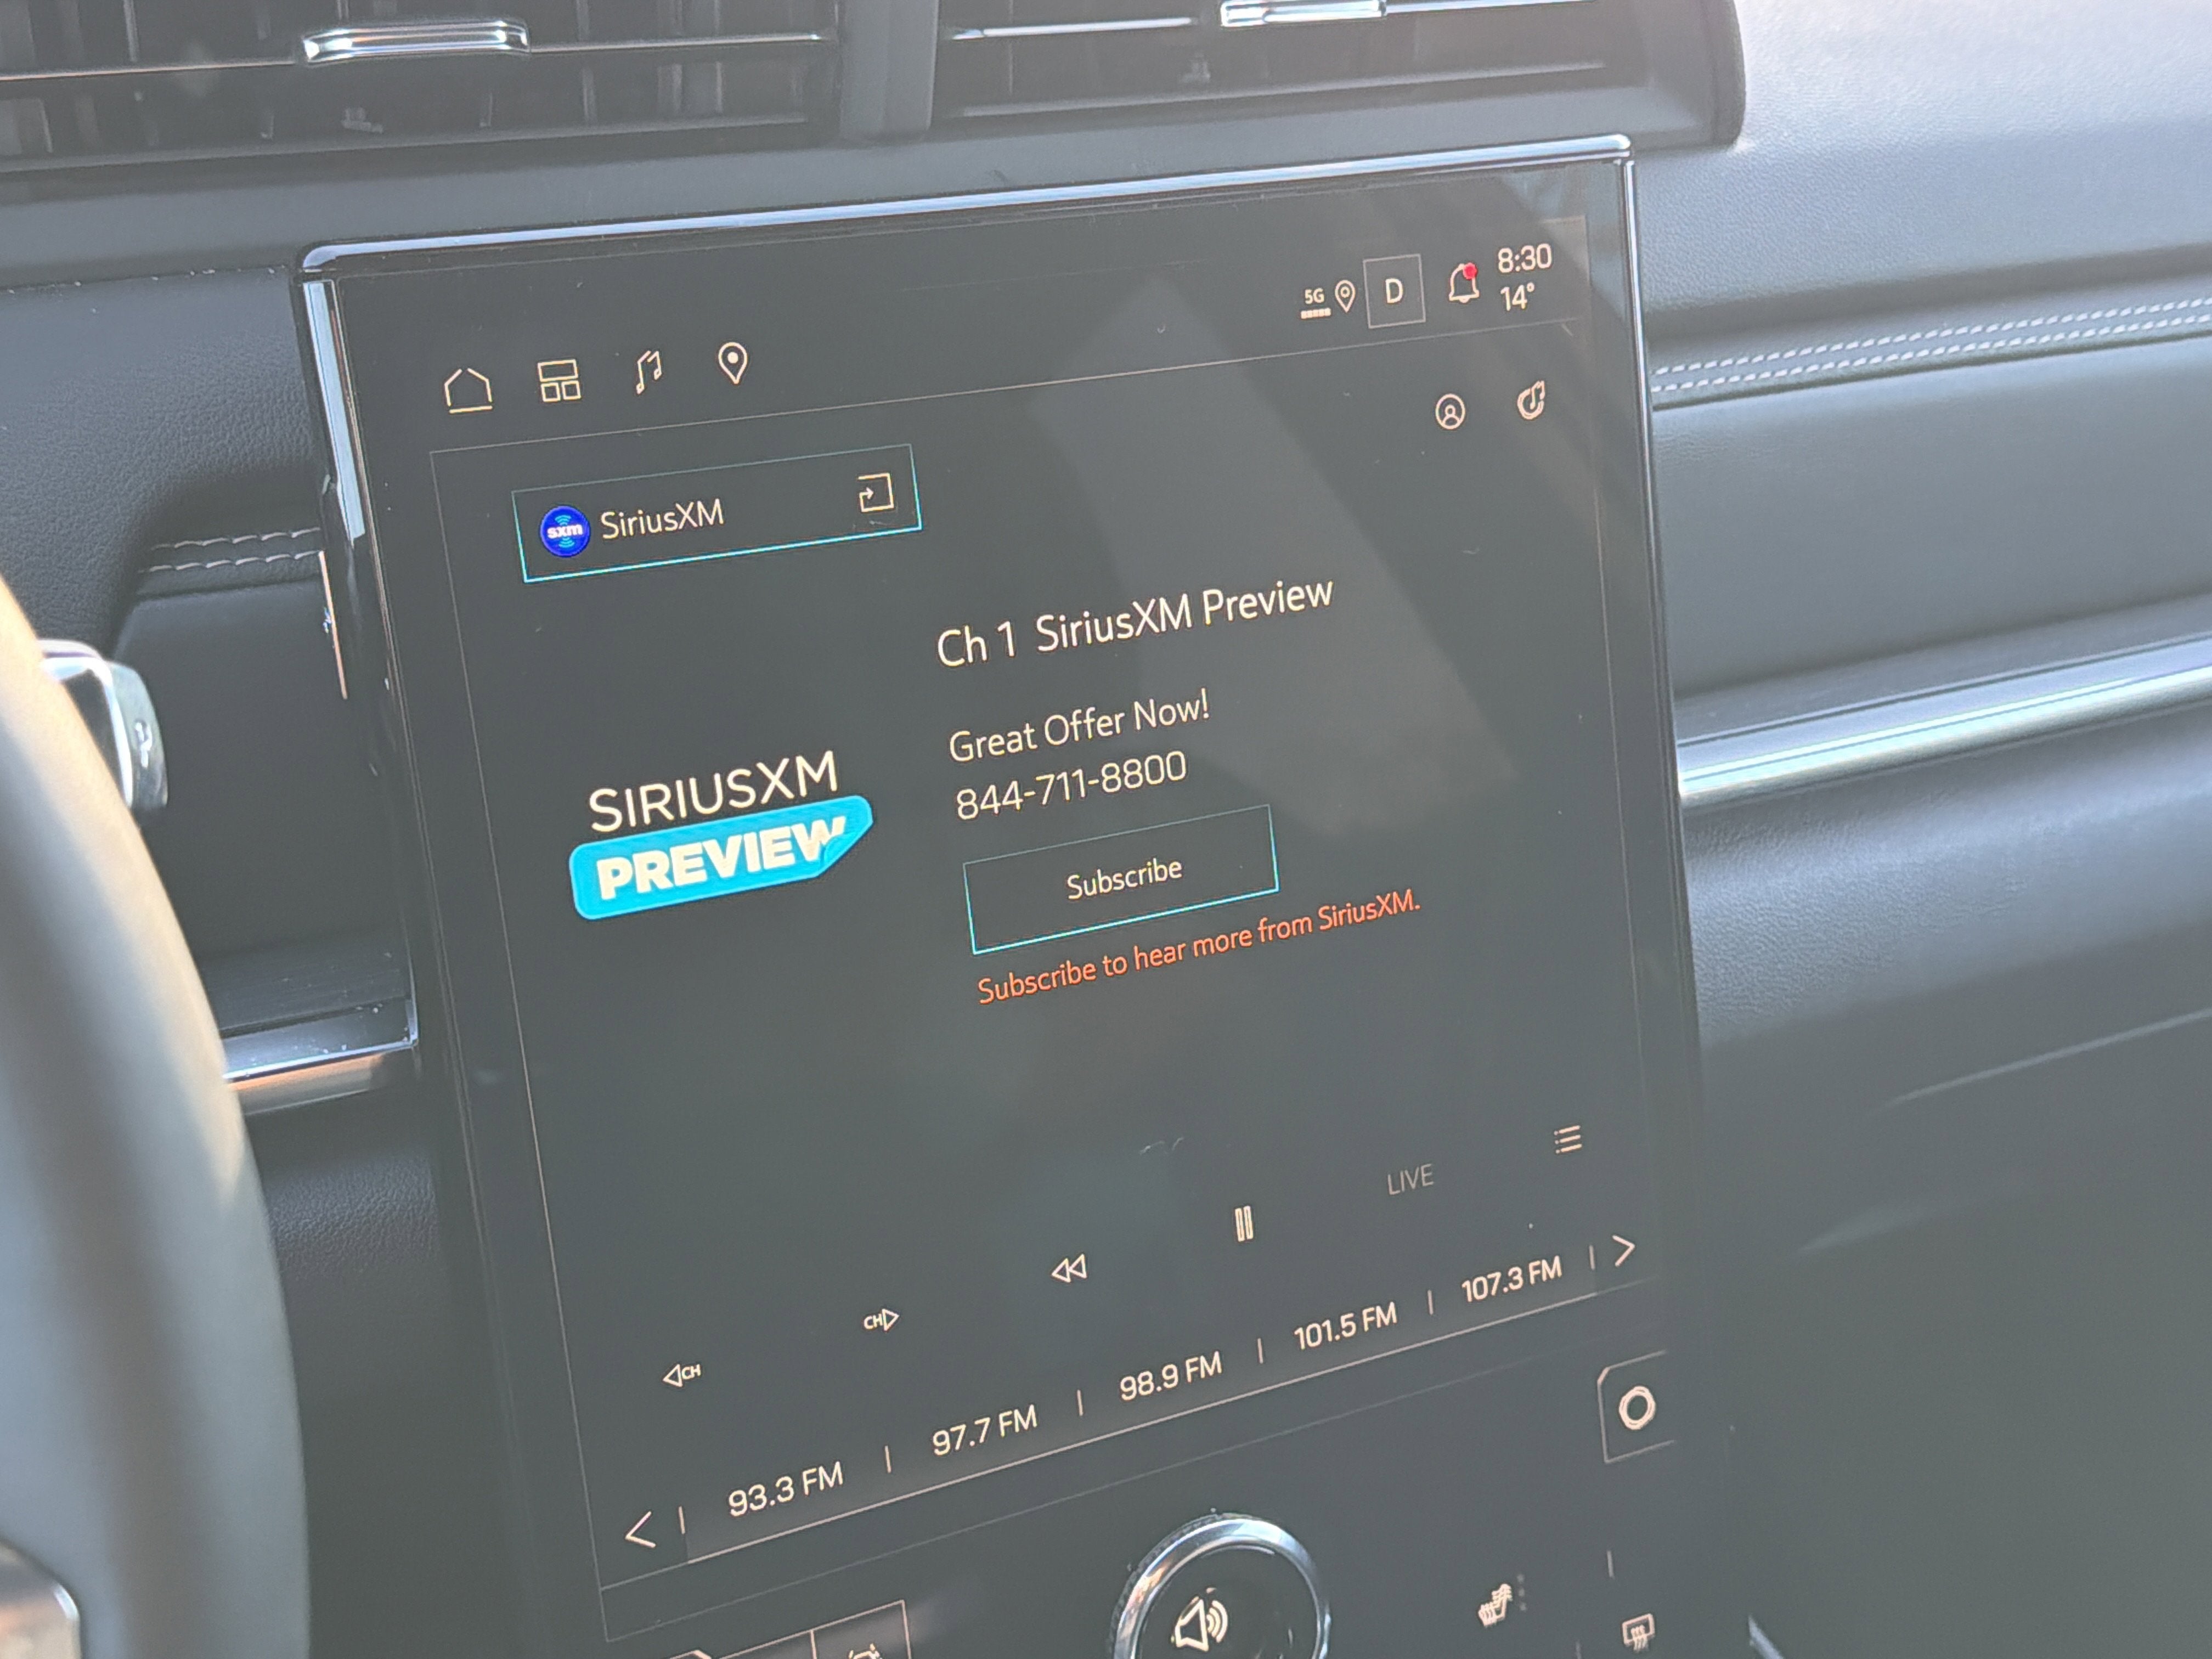 5G
D
8:30
14°
sxm SiriusXM
Ch 1 SiriusXM Preview
Great Offer Now!
844-711-8800
SIRIUSXM
PREVIEW
Subscribe
Subscribe to hear more from SiriusXM.
LIVE
CH
CH
93.3 FM | 97.7 FM | 98.9 FM | 101.5 FM | 107.3 FM